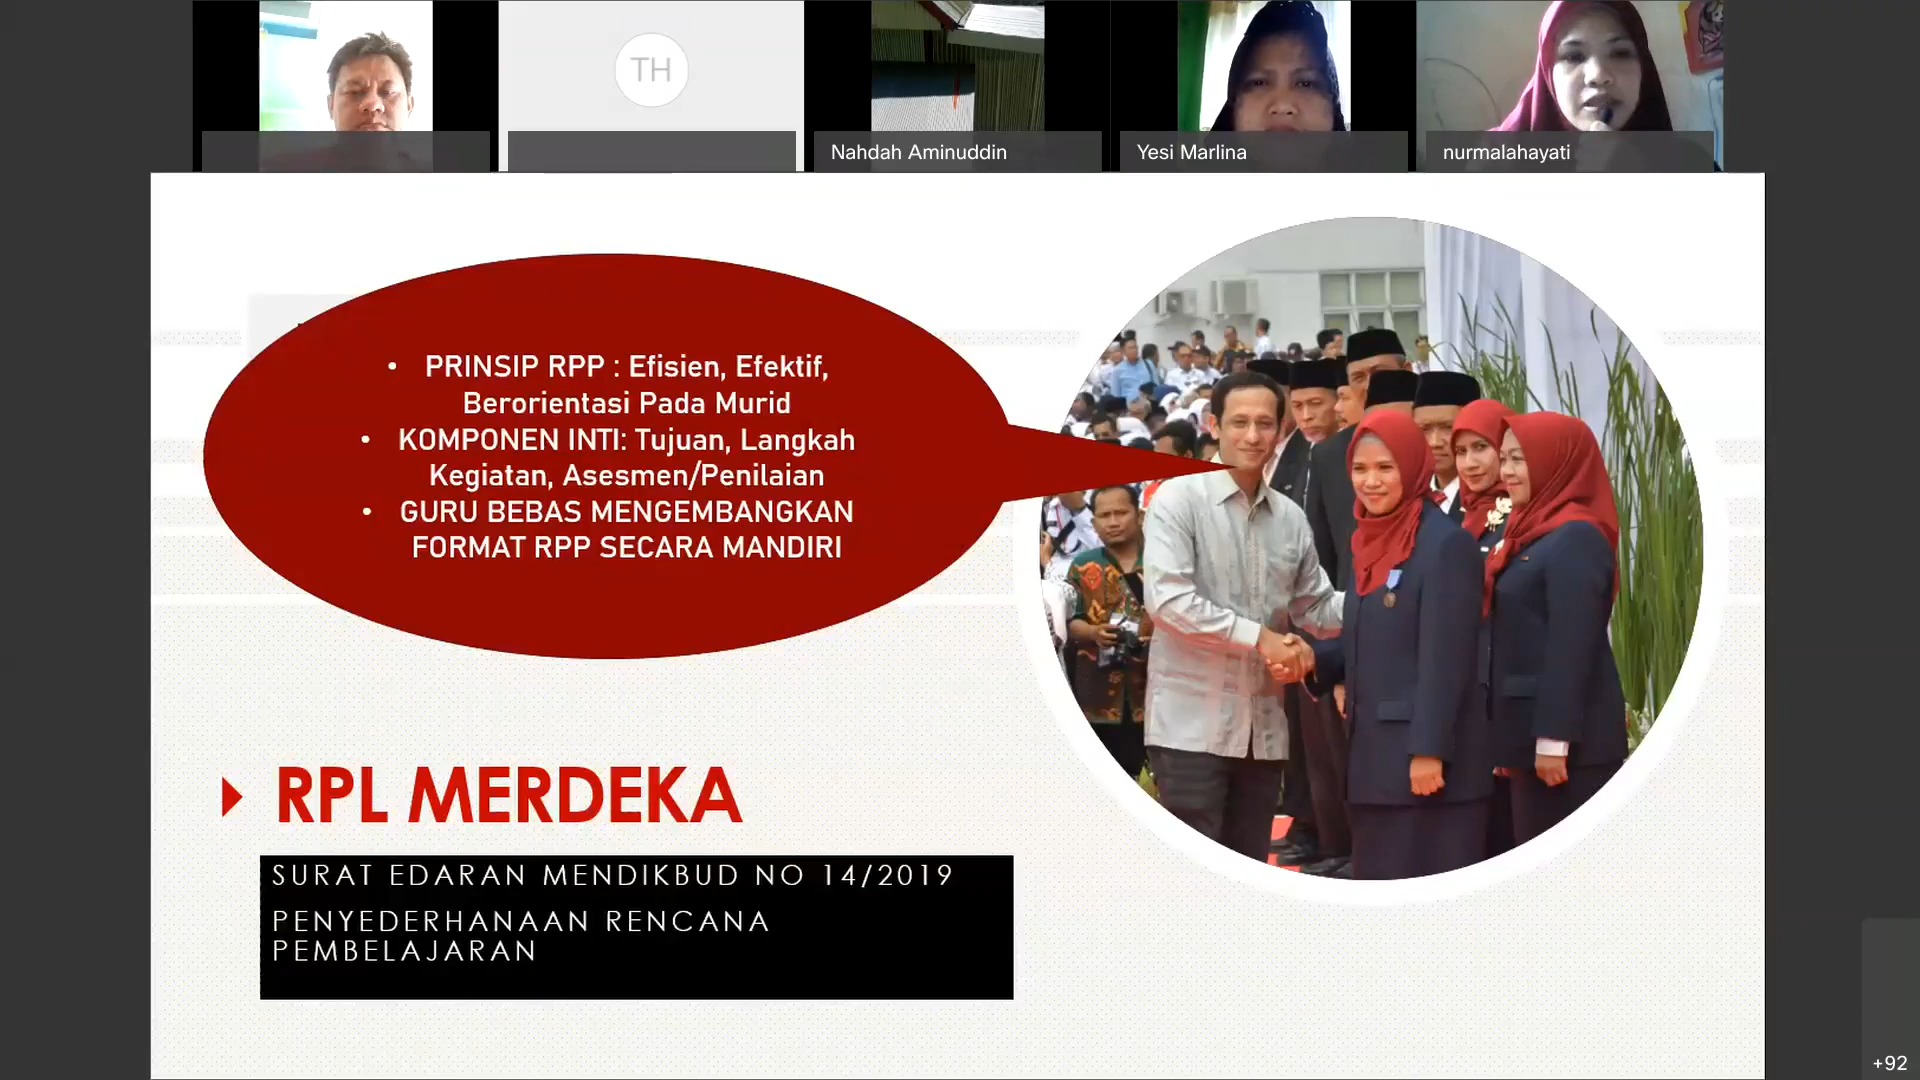 TH
Nahdah Aminuddin
Yesi Marlina
nurmalahayati
• PRINSIP RPP : Efisien, Efektif,
Berorientasi Pada Murid
• KOMPONEN INTI: Tujuan, Langkah
Kegiatan, Asesmen/Penilaian
• GURU BEBAS MENGEMBANGKAN
FORMAT RPP SECARA MANDIRI
RPL MERDEKA
SURAT EDARAN MENDIKBUD NO 14/2019
PENYEDERHANAAN RENCANA
PEMBELAJARAN
+92